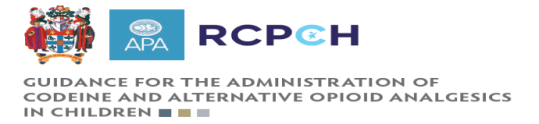 APA
RCPCH
GUIDANCE FOR THE ADMINISTRATION OF
CODEINE AND ALTERNATIVE OPIOID ANALGESICS
IN CHILDREN